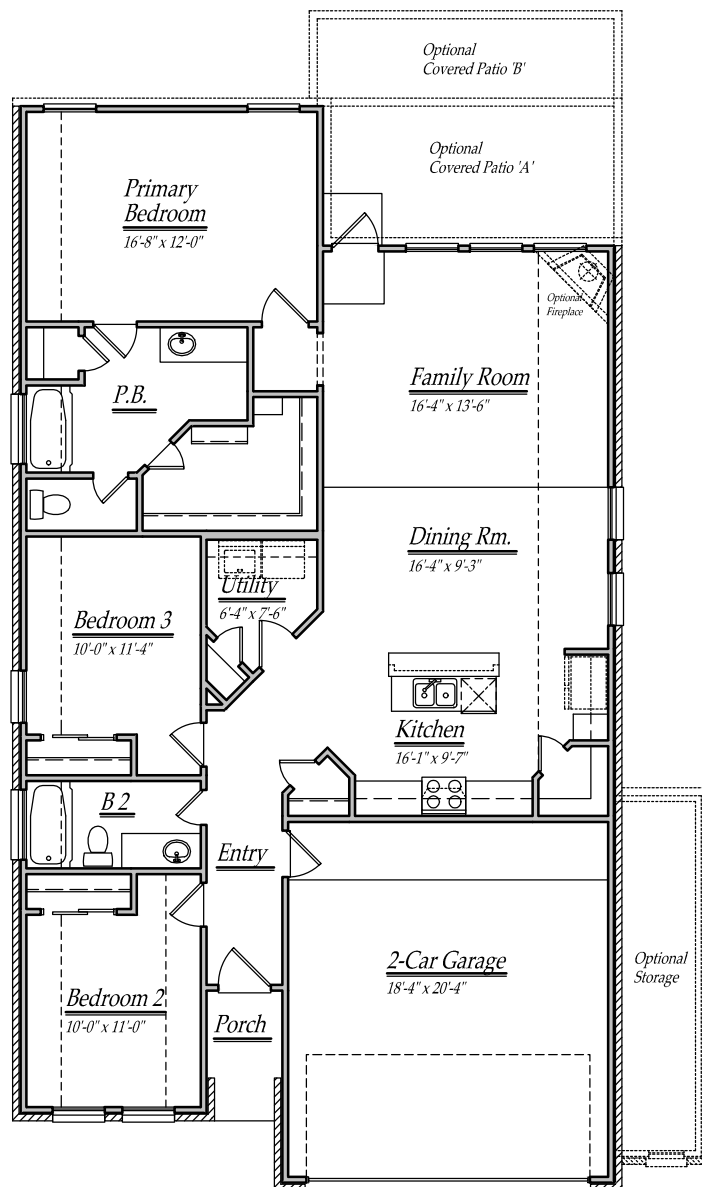 Optional
Covered Patio 'B'
Optional
Covered Patio 'A'
Primary
Bedroom
16'-8" x 12'-0"
Optional
Fireplace
P.B.
Family Room
16'-4" x 13'-6"
Dining Rm.
16'-4" x 9'-3"
Utility
6'-4" x 7'-6"
Bedroom 3
10'-0" x 11'-4"
Kitchen
16'-1" x 9'-7"
B 2
Entry
2-Car Garage
18'-4" x 20'-4"
Optional
Storage
Bedroom 2
10'-0" x 11'-0"
Porch